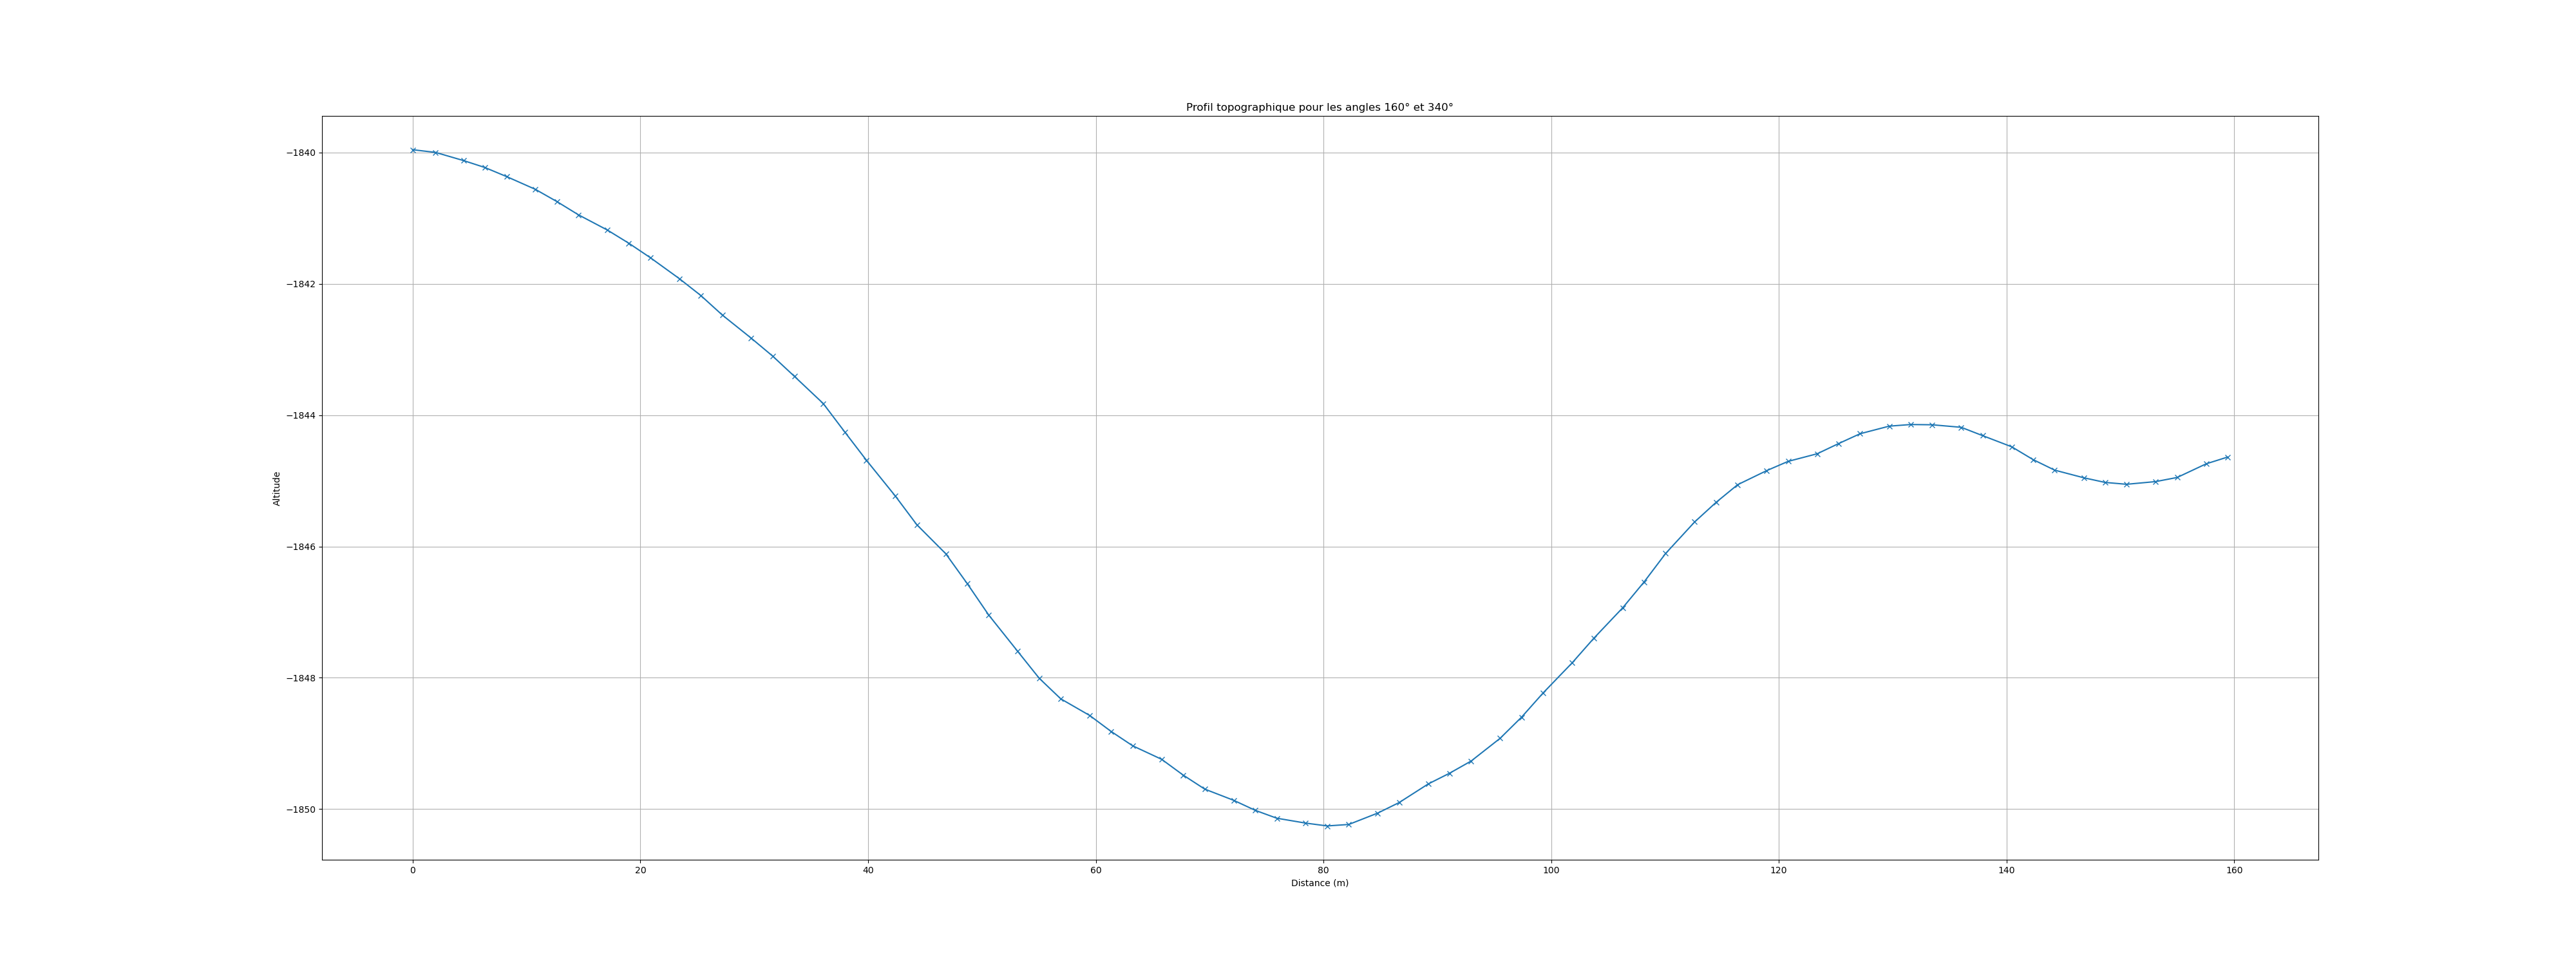 Profil topographique pour les angles 160° et 340°
−1840
−1842
−1844
−1846
−1848
−1850
Altitude
0 20 40 60 80 100 120 140 160
Distance (m)